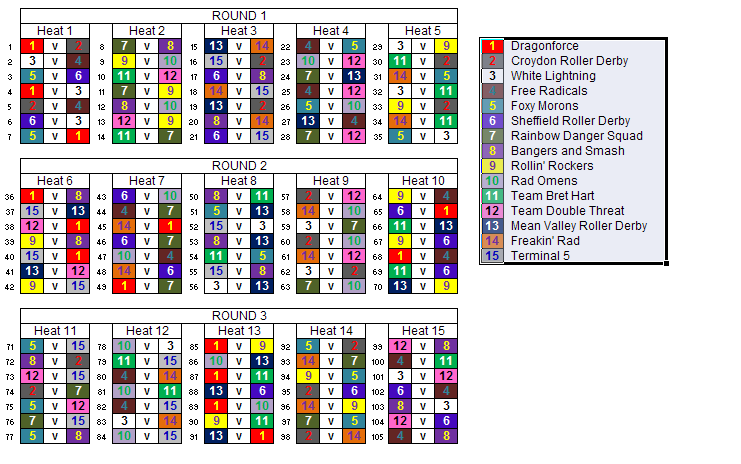 ROUND 1
Heat 1 Heat 2 Heat 3 Heat 4 Heat 5
1 1 v 2 8 7 v 8 15 13 v 14 22 4 v 5 29 3 v 9
2 3 v 4 9 9 v 10 16 15 v 2 23 10 v 12 30 11 v 2
3 5 v 6 10 11 v 12 17 6 v 8 24 7 v 13 31 14 v 5
4 1 v 3 11 7 v 9 18 14 v 15 25 4 v 12 32 3 v 11
5 2 v 4 12 8 v 10 19 13 v 2 26 5 v 10 33 9 v 2
6 6 v 3 13 12 v 9 20 14 v 8 27 13 v 4 34 14 v 11
7 5 v 1 14 11 v 7 21 6 v 15 28 7 v 12 35 5 v 3
ROUND 2
Heat 6 Heat 7 Heat 8 Heat 9 Heat 10
36 1 v 8 43 6 v 10 50 8 v 11 57 2 v 12 64 9 v 4
37 15 v 13 44 4 v 7 51 5 v 13 58 14 v 10 65 6 v 1
38 12 v 1 45 14 v 1 52 15 v 3 59 3 v 7 66 11 v 13
39 9 v 8 46 6 v 7 53 8 v 13 60 2 v 10 67 9 v 6
40 15 v 12 47 4 v 10 54 11 v 5 61 14 v 12 68 1 v 4
41 13 v 12 48 14 v 6 55 15 v 8 62 3 v 2 69 6 v 11
42 9 v 15 49 1 v 7 56 3 v 13 63 7 v 10 70 13 v 9
ROUND 3
Heat 11 Heat 12 Heat 13 Heat 14 Heat 15
71 5 v 15 78 10 v 3 85 1 v 9 92 5 v 2 99 12 v 8
72 8 v 2 79 11 v 15 86 10 v 13 93 14 v 7 100 4 v 11
73 12 v 15 80 4 v 14 87 1 v 11 94 9 v 5 101 3 v 12
74 2 v 7 81 10 v 11 88 13 v 6 95 2 v 6 102 6 v 4
75 5 v 12 82 4 v 15 89 1 v 10 96 14 v 9 103 8 v 3
76 7 v 15 83 3 v 14 90 9 v 11 97 7 v 5 104 12 v 6
77 5 v 8 84 10 v 15 91 13 v 1 98 2 v 14 105 4 v 8
1 Dragonforce
2 Croydon Roller Derby
3 White Lightning
4 Free Radicals
5 Foxy Morons
6 Sheffield Roller Derby
7 Rainbow Danger Squad
8 Bangers and Smash
9 Rollin' Rockers
10 Rad Omens
11 Team Bret Hart
12 Team Double Threat
13 Mean Valley Roller Derby
14 Freakin' Rad
15 Terminal 5